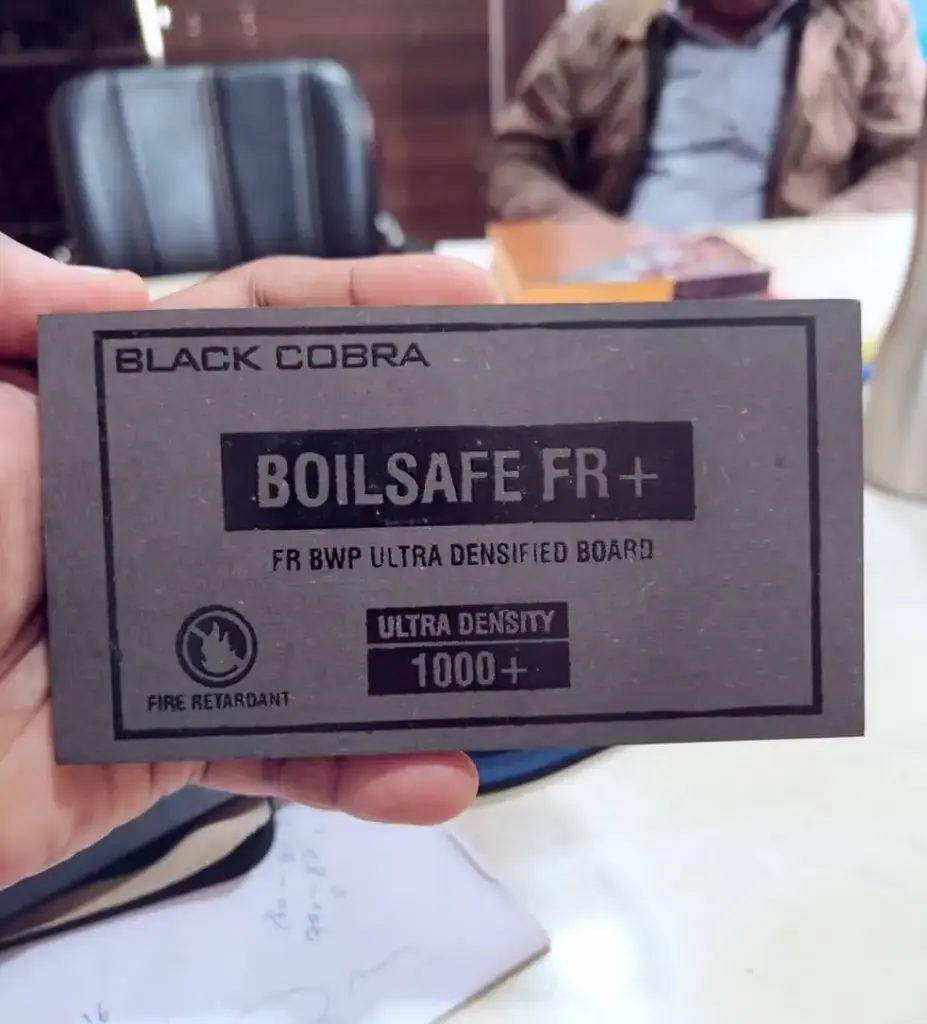 BLACK COBRA
BOILSAFE FR+
FR BWP ULTRA DENSIFIED BOARD
ULTRA DENSITY
1000+
FIRE RETARDANT